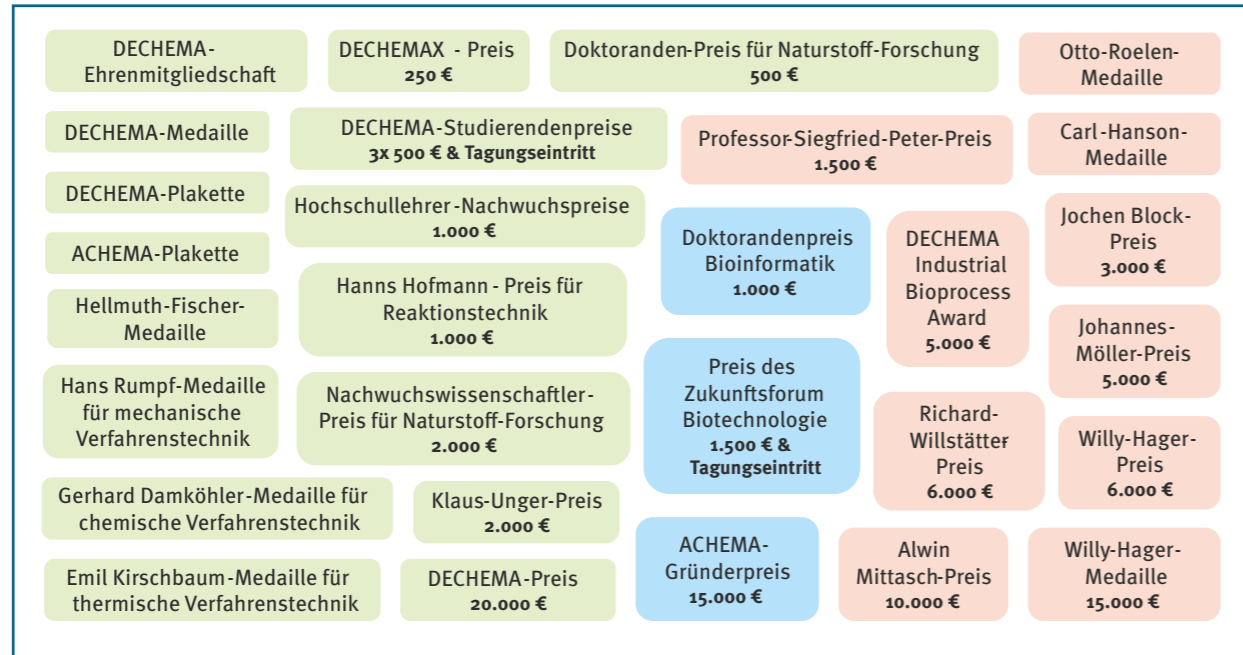 DECHEMA-
Ehrenmitgliedschaft
DECHEMAX - Preis
250 €
Doktoranden-Preis für Naturstoff-Forschung
500 €
Otto-Roelen-
Medaille
DECHEMA-Medaille
DECHEMA-Studierendenpreise
3x 500 € & Tagungseintritt
Professor-Siegfried-Peter-Preis
1.500 €
Carl-Hanson-
Medaille
DECHEMA-Plakette
Hochschullehrer-Nachwuchspreise
1.000 €
Jochen Block-
Preis
3.000 €
ACHEMA-Plakette
Doktorandenpreis
Bioinformatik
1.000 €
DECHEMA
Industrial
Bioprocess
Award
5.000 €
Hellmuth-Fischer-
Medaille
Hanns Hofmann - Preis für
Reaktionstechnik
1.000 €
Johannes-
Möller-Preis
5.000 €
Hans Rumpf-Medaille
für mechanische
Verfahrenstechnik
Nachwuchswissenschaftler-
Preis für Naturstoff-Forschung
2.000 €
Preis des
Zukunftsforum
Biotechnologie
1.500 € &
Tagungseintritt
Richard-
Willstätter-
Preis
6.000 €
Willy-Hager-
Preis
6.000 €
Gerhard Damköhler-Medaille für
chemische Verfahrenstechnik
Klaus-Unger-Preis
2.000 €
ACHEMA-
Gründerpreis
15.000 €
Alwin
Mittasch-Preis
10.000 €
Willy-Hager-
Medaille
15.000 €
Emil Kirschbaum-Medaille für
thermische Verfahrenstechnik
DECHEMA-Preis
20.000 €